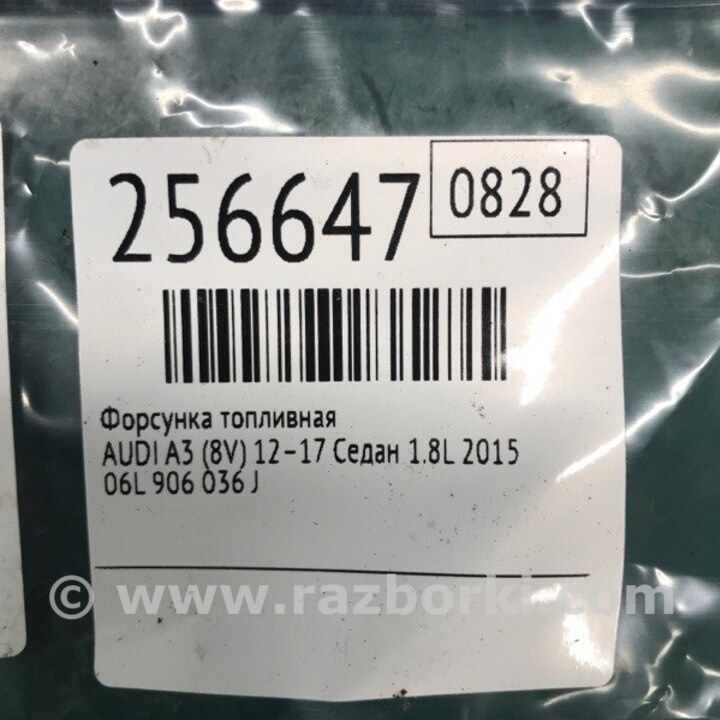 256647 0828
Форсунка топливная
AUDI A3 (8V) 12-17 Седан 1.8L 2015
06L 906 036 J
© www.razborki.com